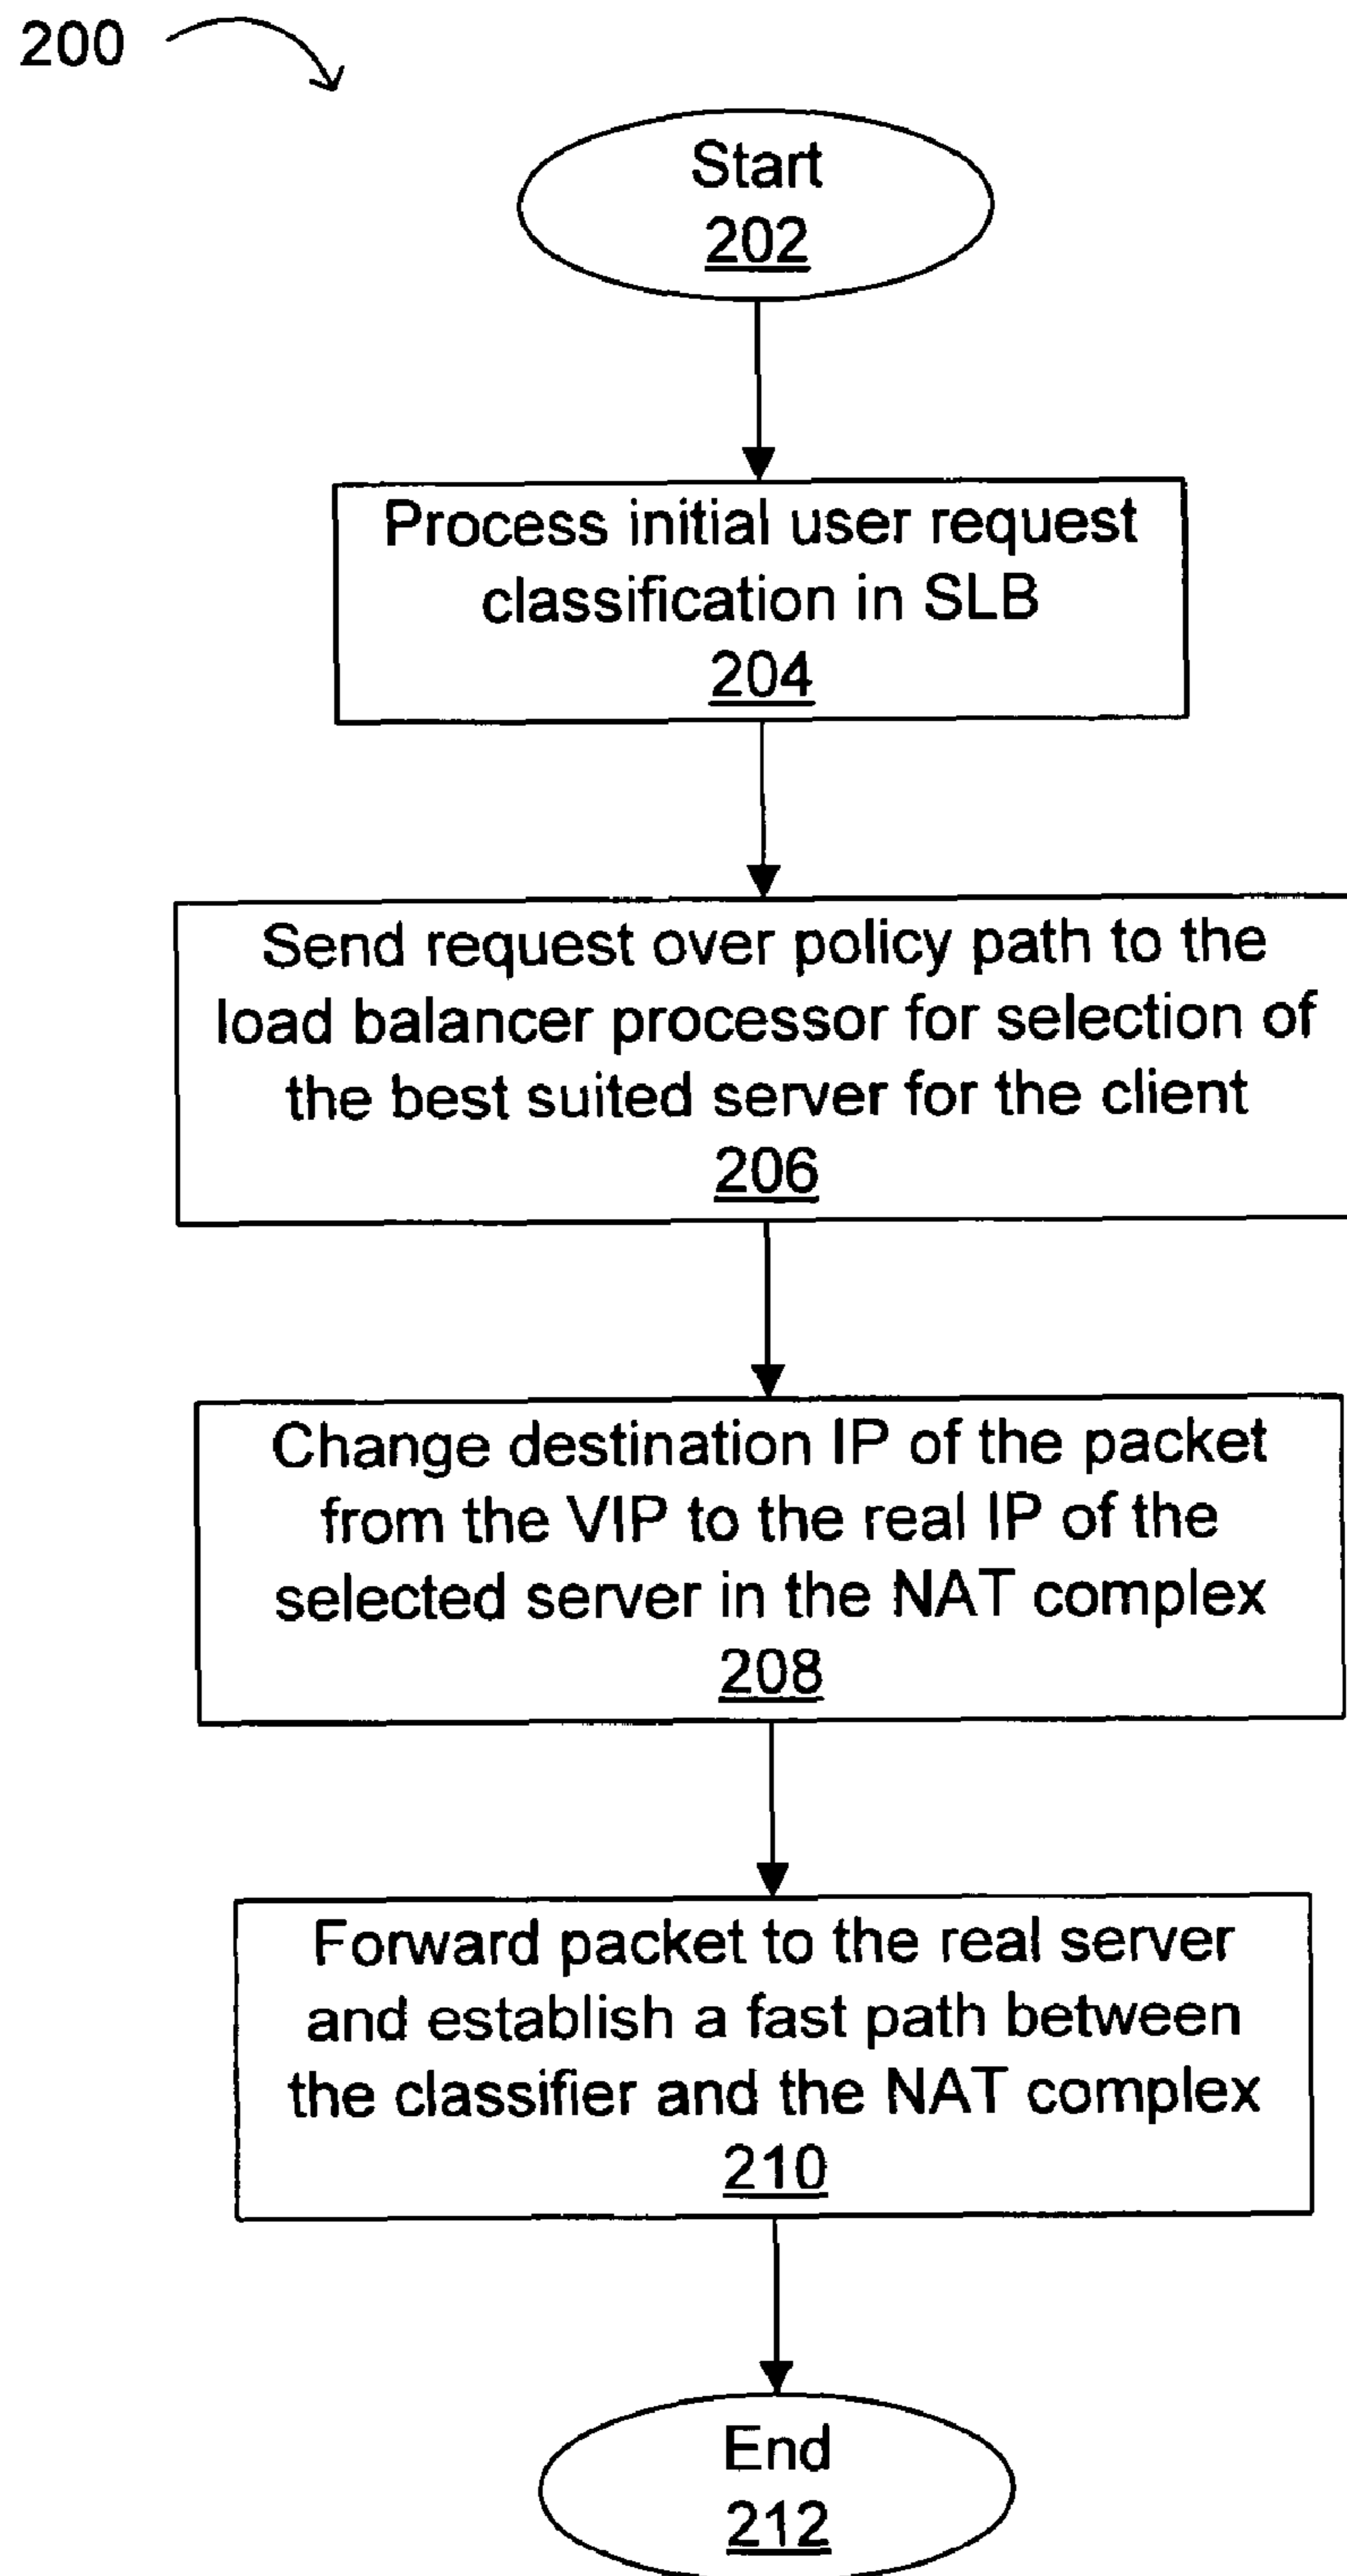 200
Start
202
Process initial user request
classification in SLB
204
Send request over policy path to the
load balancer processor for selection of
the best suited server for the client
206
Change destination IP of the packet
from the VIP to the real IP of the
selected server in the NAT complex
208
Forward packet to the real server
and establish a fast path between
the classifier and the NAT complex
210
End
212